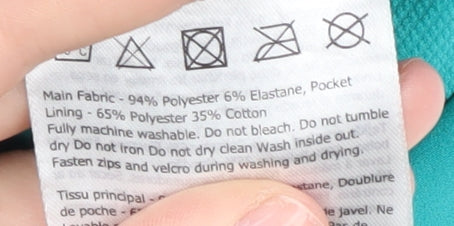 Main Fabric - 94% Polyester 6% Elastane, Pocket
Lining - 65% Polyester 35% Cotton
Fully machine washable. Do not bleach. Do not tumble
dry Do not iron Do not dry clean Wash inside out.
Fasten zips and velcro during washing and drying.
Tissu principal - stane, Doublure
de poche - le javel. Ne